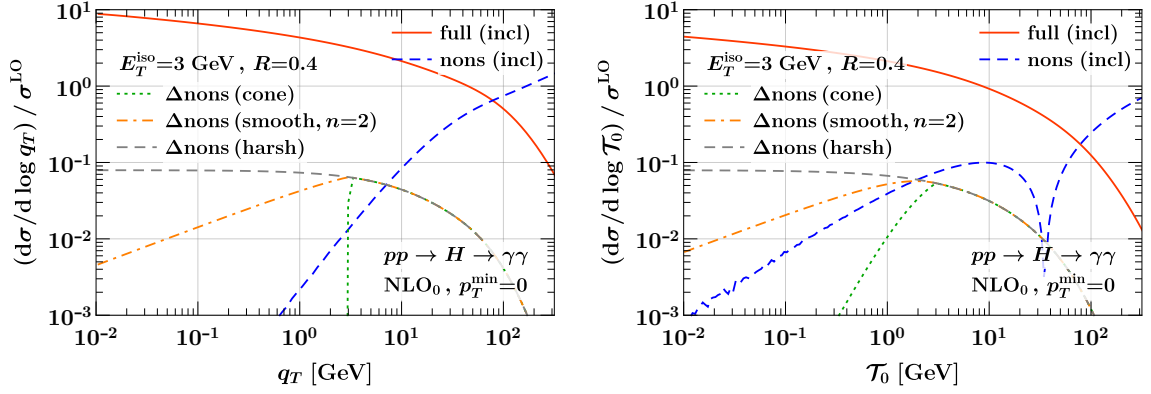 (dσ/d log q_T) / σ^LO
10^1
10^0
10^−1
10^−2
10^−3
full (incl)
nons (incl)
E_T^iso=3 GeV , R=0.4
Δnons (cone)
Δnons (smooth, n=2)
Δnons (harsh)
pp → H → γγ
NLO_0 , p_T^min=0
10^−2 10^−1 10^0 10^1 10^2
q_T [GeV]
(dσ/d log 𝒯_0) / σ^LO
10^1
10^0
10^−1
10^−2
10^−3
full (incl)
nons (incl)
E_T^iso=3 GeV , R=0.4
Δnons (cone)
Δnons (smooth, n=2)
Δnons (harsh)
pp → H → γγ
NLO_0 , p_T^min=0
10^−2 10^−1 10^0 10^1 10^2
𝒯_0 [GeV]